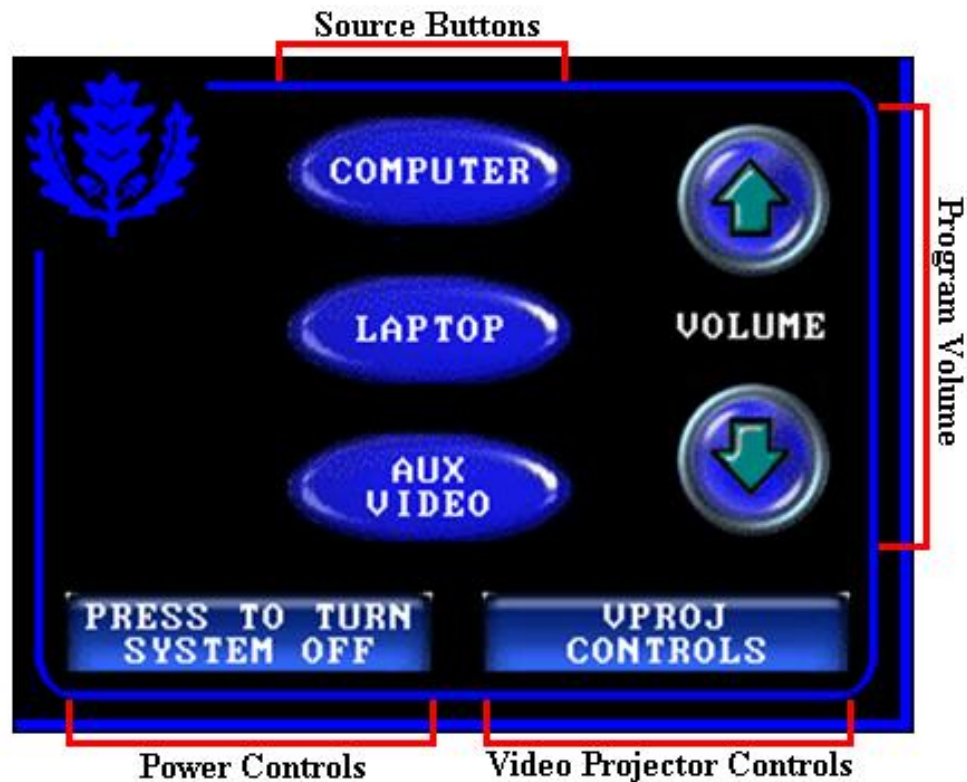 Source Buttons
COMPUTER
LAPTOP
VOLUME
AUX
VIDEO
Program Volume
PRESS TO TURN
SYSTEM OFF
VPROJ
CONTROLS
Power Controls
Video Projector Controls